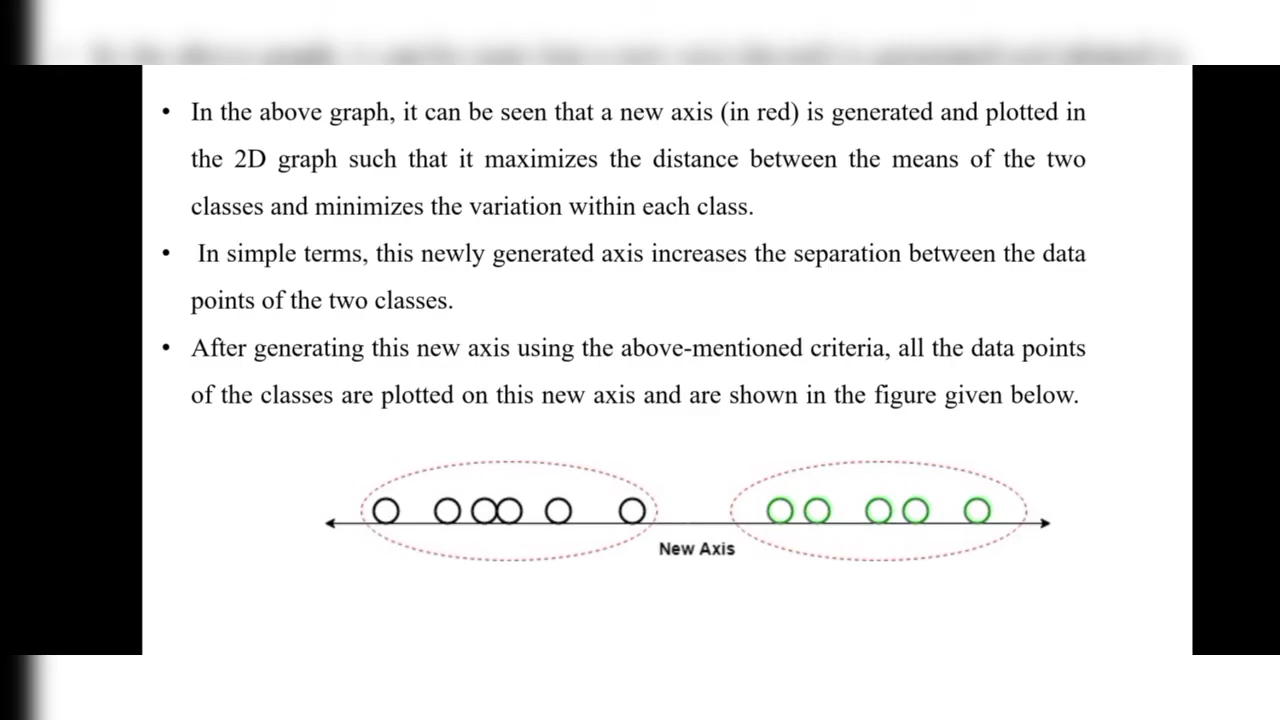 • In the above graph, it can be seen that a new axis (in red) is generated and plotted in
the 2D graph such that it maximizes the distance between the means of the two
classes and minimizes the variation within each class.
• In simple terms, this newly generated axis increases the separation between the data
points of the two classes.
• After generating this new axis using the above-mentioned criteria, all the data points
of the classes are plotted on this new axis and are shown in the figure given below.
New Axis